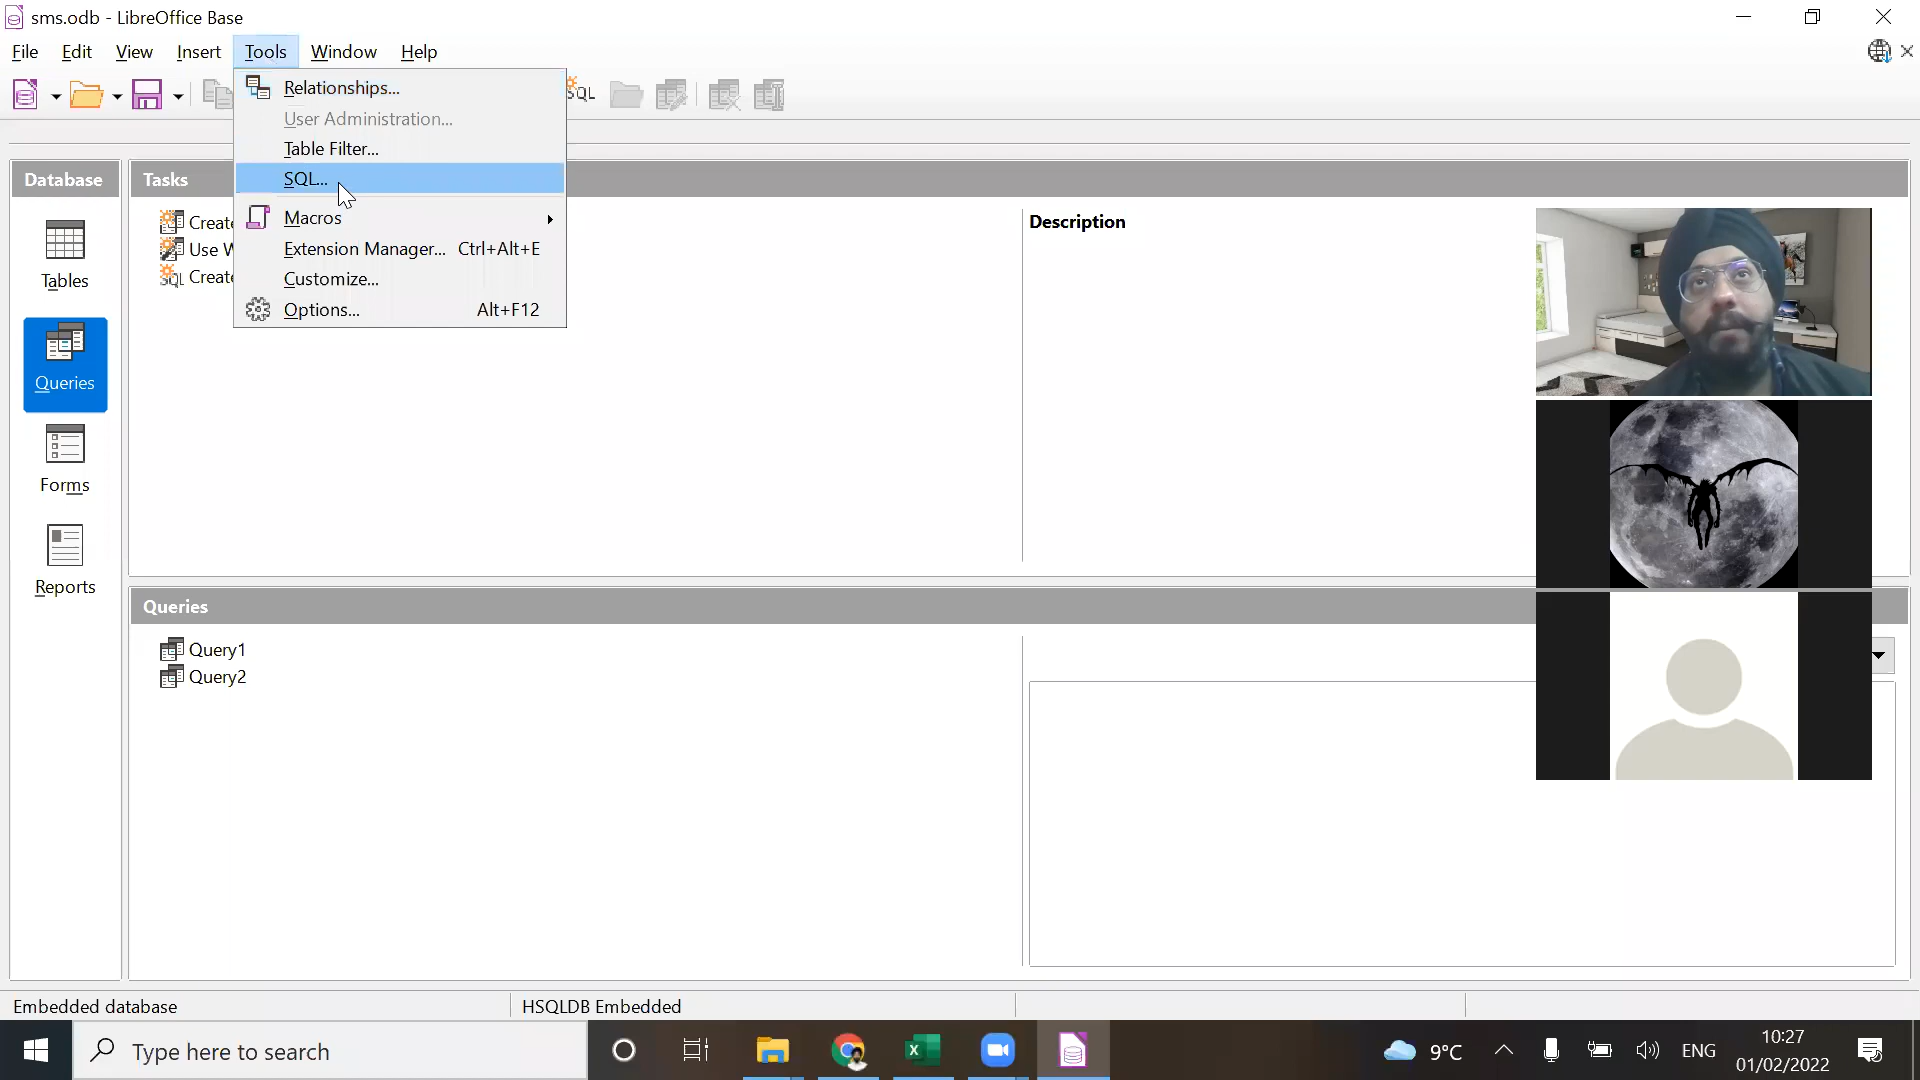 sms.odb - LibreOffice Base
File Edit View Insert Tools Window Help
SQL
Relationships...
User Administration...
Table Filter...
SQL...
Macros
Extension Manager... Ctrl+Alt+E
Customize...
Options... Alt+F12
Database
Tables
Queries
Forms
Reports
Tasks
Create
Use W
SQL Create
Description
Queries
Query1
Query2
Embedded database
HSQLDB Embedded
Type here to search
9°C
ENG
10:27
01/02/2022